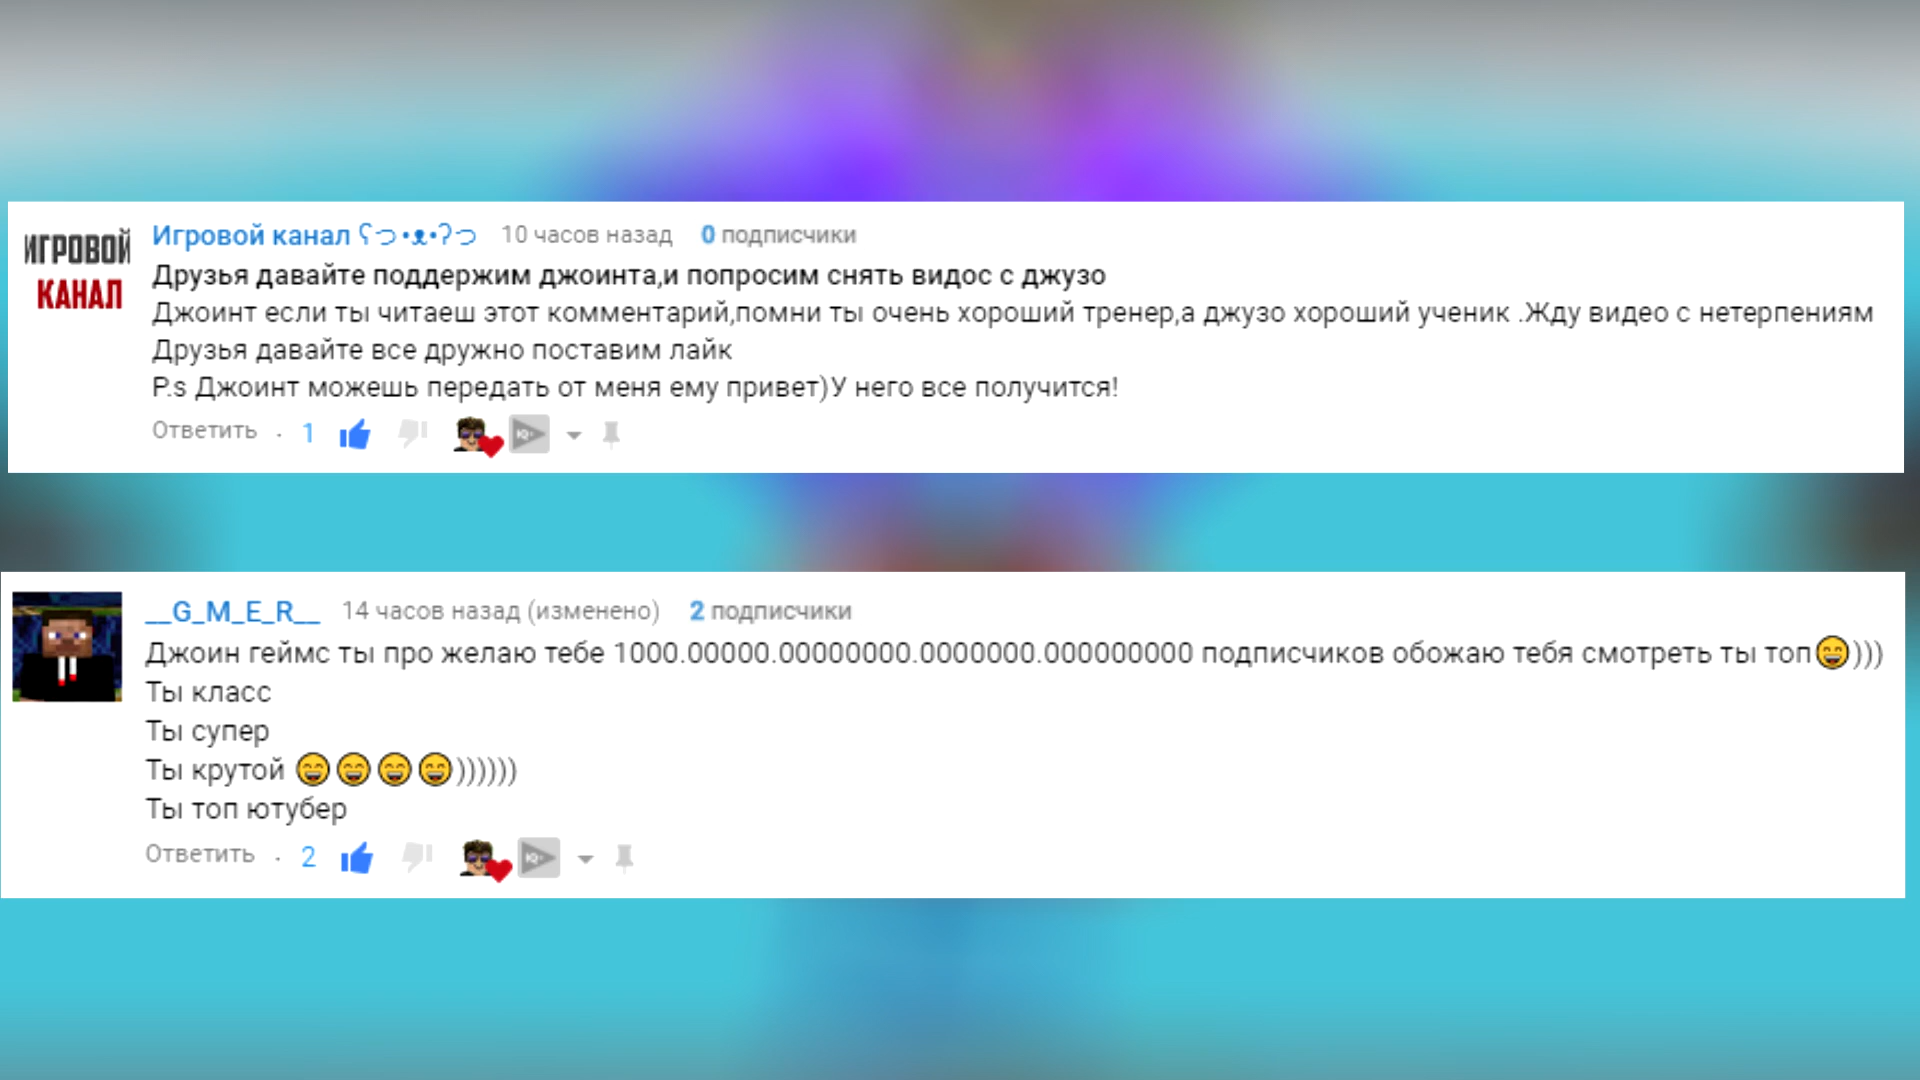 ИГРОВОЙ
КАНАЛ
Игровой канал ʕっ•ᴥ•ʔっ 10 часов назад 0 подписчики
Друзья давайте поддержим джоинта,и попросим снять видос с джузо
Джоинт если ты читаеш этот комментарий,помни ты очень хороший тренер,а джузо хороший ученик .Жду видео с нетерпениям
Друзья давайте все дружно поставим лайк
P.s Джоинт можешь передать от меня ему привет)У него все получится!
Ответить · 1
__G_M_E_R__ 14 часов назад (изменено) 2 подписчики
Джоин геймс ты про желаю тебе 1000.00000.00000000.0000000.000000000 подписчиков обожаю тебя смотреть ты топ😄)))
Ты класс
Ты супер
Ты крутой 😄😄😄😄))))))
Ты топ ютубер
Ответить · 2